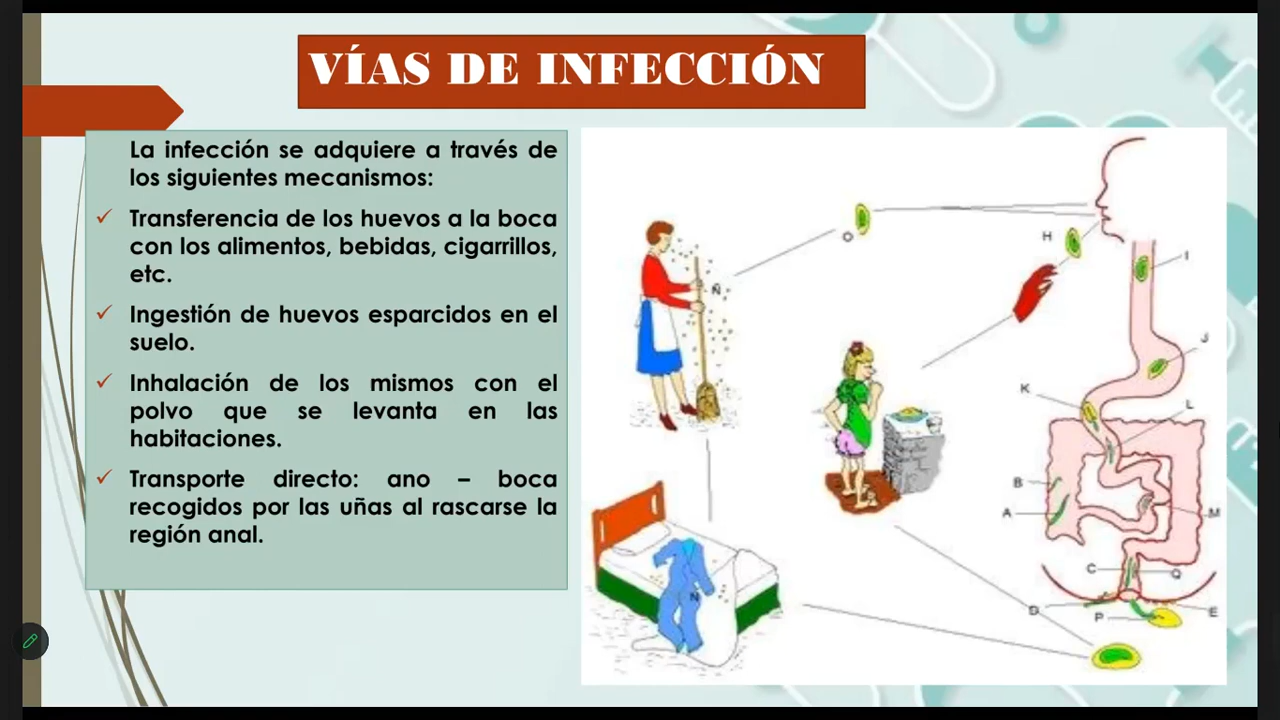 VÍAS DE INFECCIÓN
La infección se adquiere a través de
los siguientes mecanismos:
✓ Transferencia de los huevos a la boca
con los alimentos, bebidas, cigarrillos,
etc.
✓ Ingestión de huevos esparcidos en el
suelo.
✓ Inhalación de los mismos con el
polvo que se levanta en las
habitaciones.
✓ Transporte directo: ano – boca
recogidos por las uñas al rascarse la
región anal.
O
H
I
Ñ
J
K
L
B
A
M
C
Q
D
P
E
N